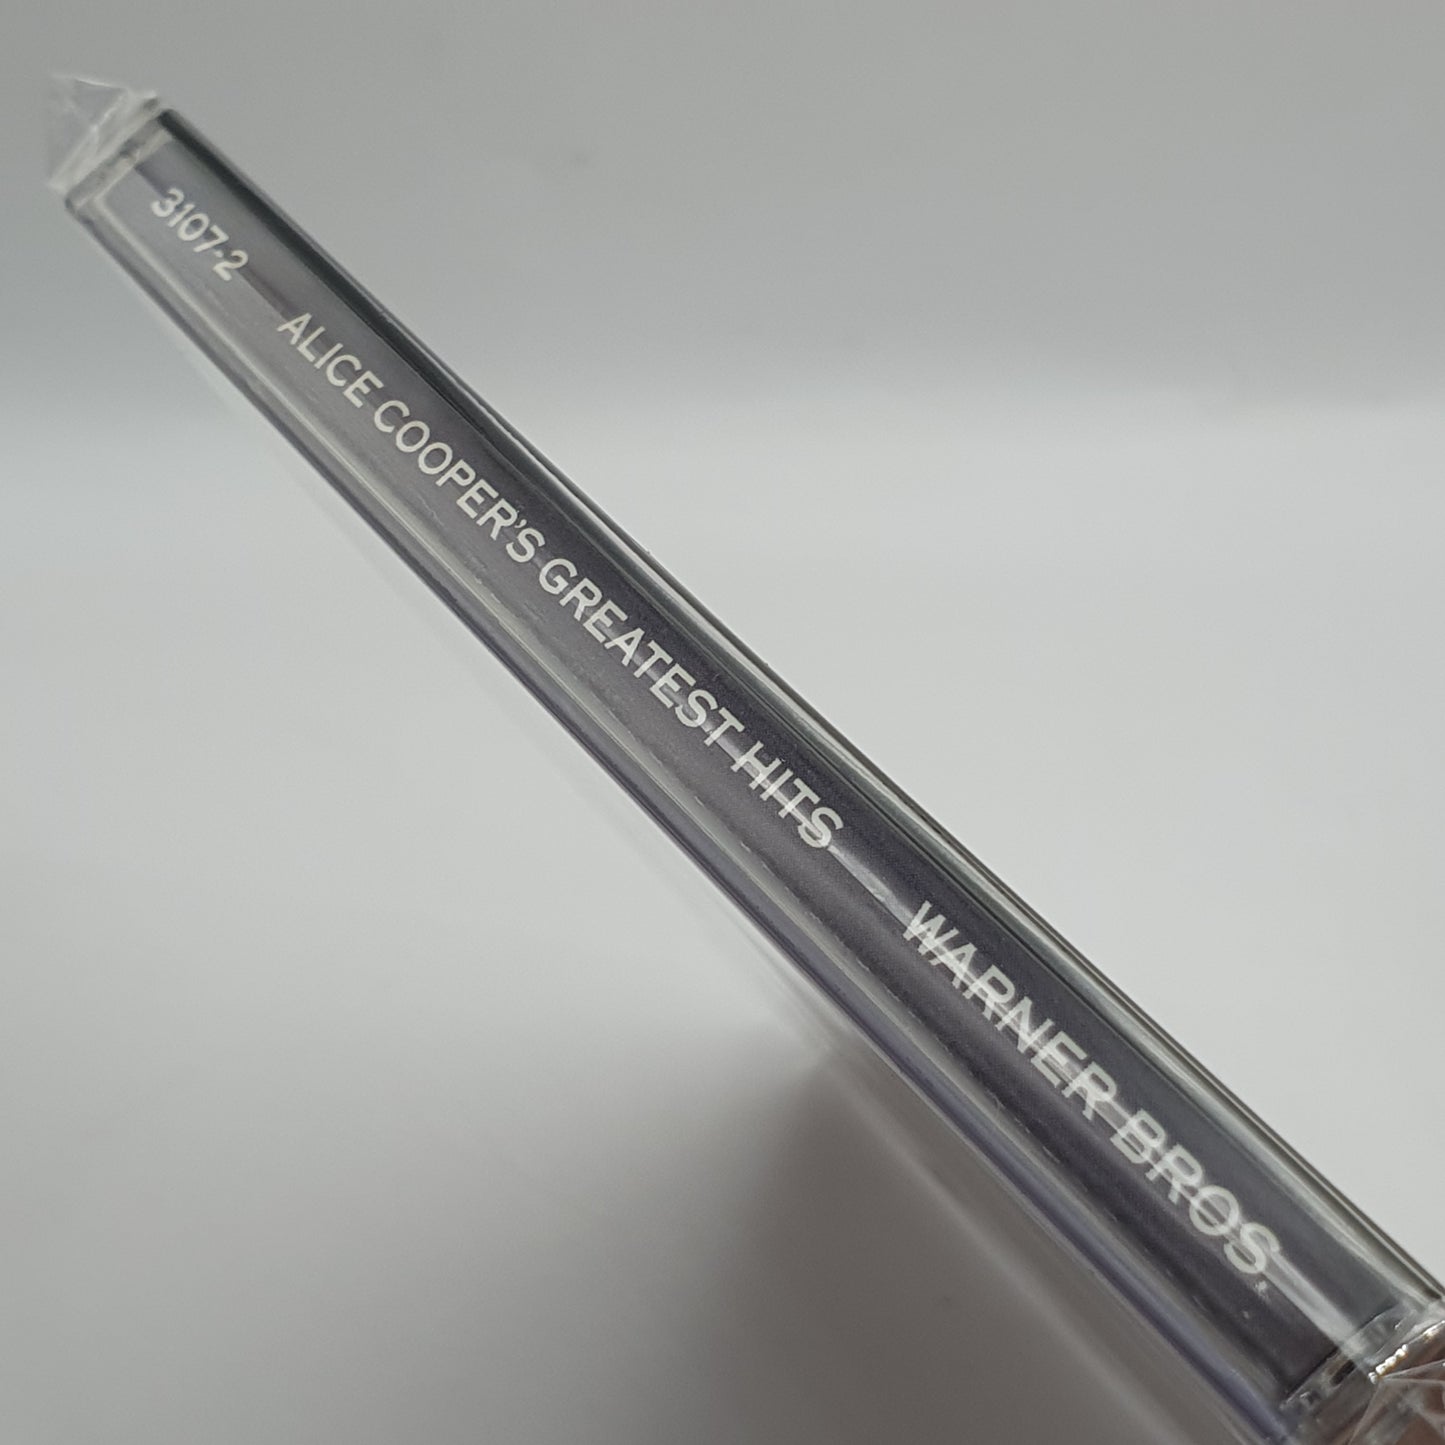 3107-2 ALICE COOPER'S GREATEST HITS WARNER BROS.